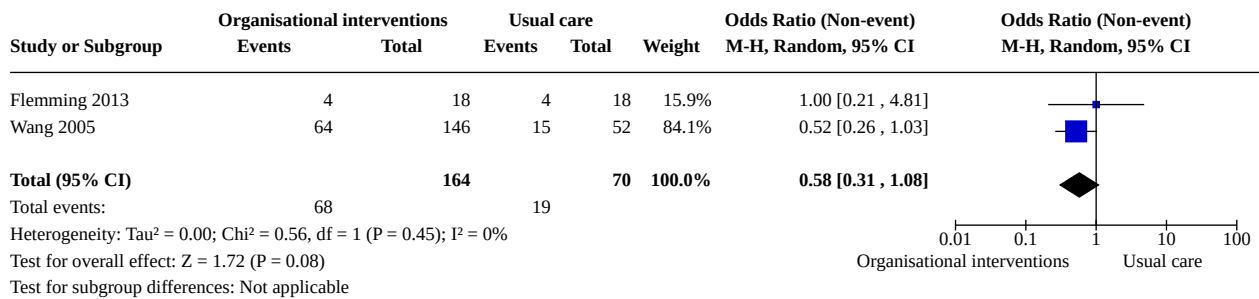 Organisational interventions Usual care Odds Ratio (Non-event) Odds Ratio (Non-event)
Study or Subgroup Events Total Events Total Weight M-H, Random, 95% CI M-H, Random, 95% CI
Flemming 2013 4 18 4 18 15.9% 1.00 [0.21 , 4.81]
Wang 2005 64 146 15 52 84.1% 0.52 [0.26 , 1.03]
Total (95% CI) 164 70 100.0% 0.58 [0.31 , 1.08]
Total events: 68 19
Heterogeneity: Tau² = 0.00; Chi² = 0.56, df = 1 (P = 0.45); I² = 0%
0.01 0.1 1 10 100
Test for overall effect: Z = 1.72 (P = 0.08)
Organisational interventions Usual care
Test for subgroup differences: Not applicable